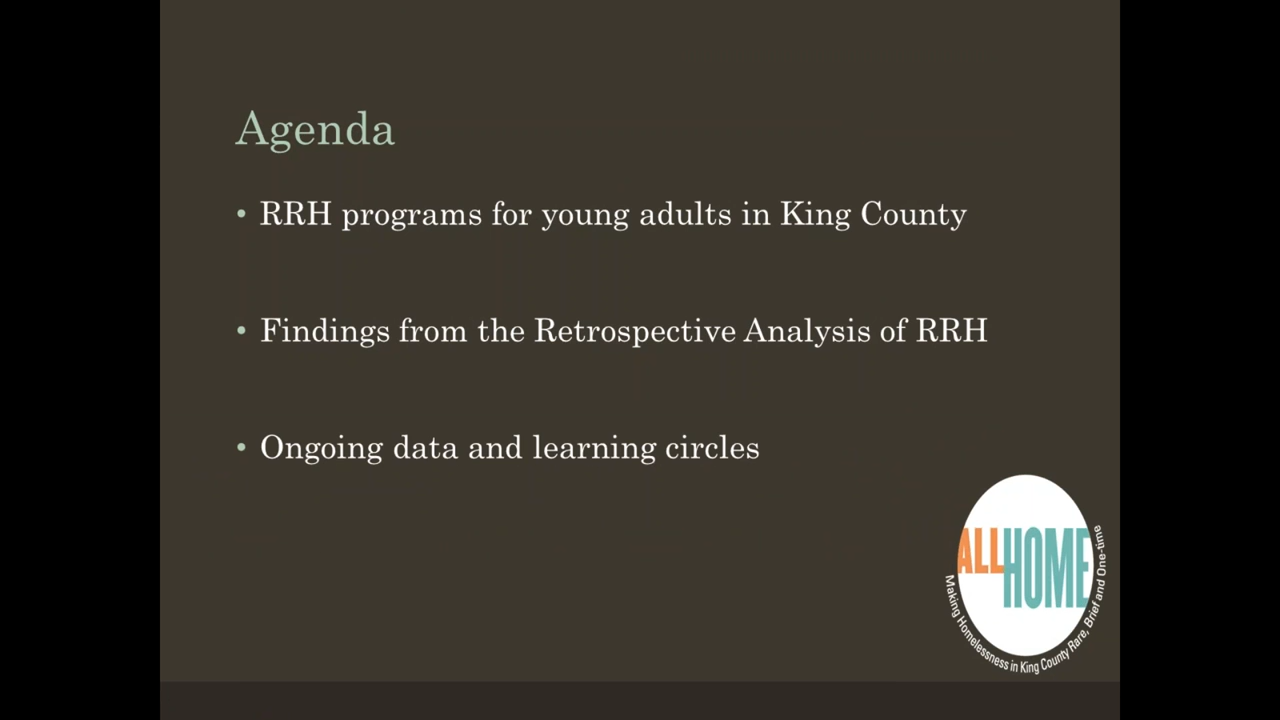 Agenda
• RRH programs for young adults in King County
• Findings from the Retrospective Analysis of RRH
• Ongoing data and learning circles
ALLHOME
Making Homelessness in King County Rare, Brief and One-time